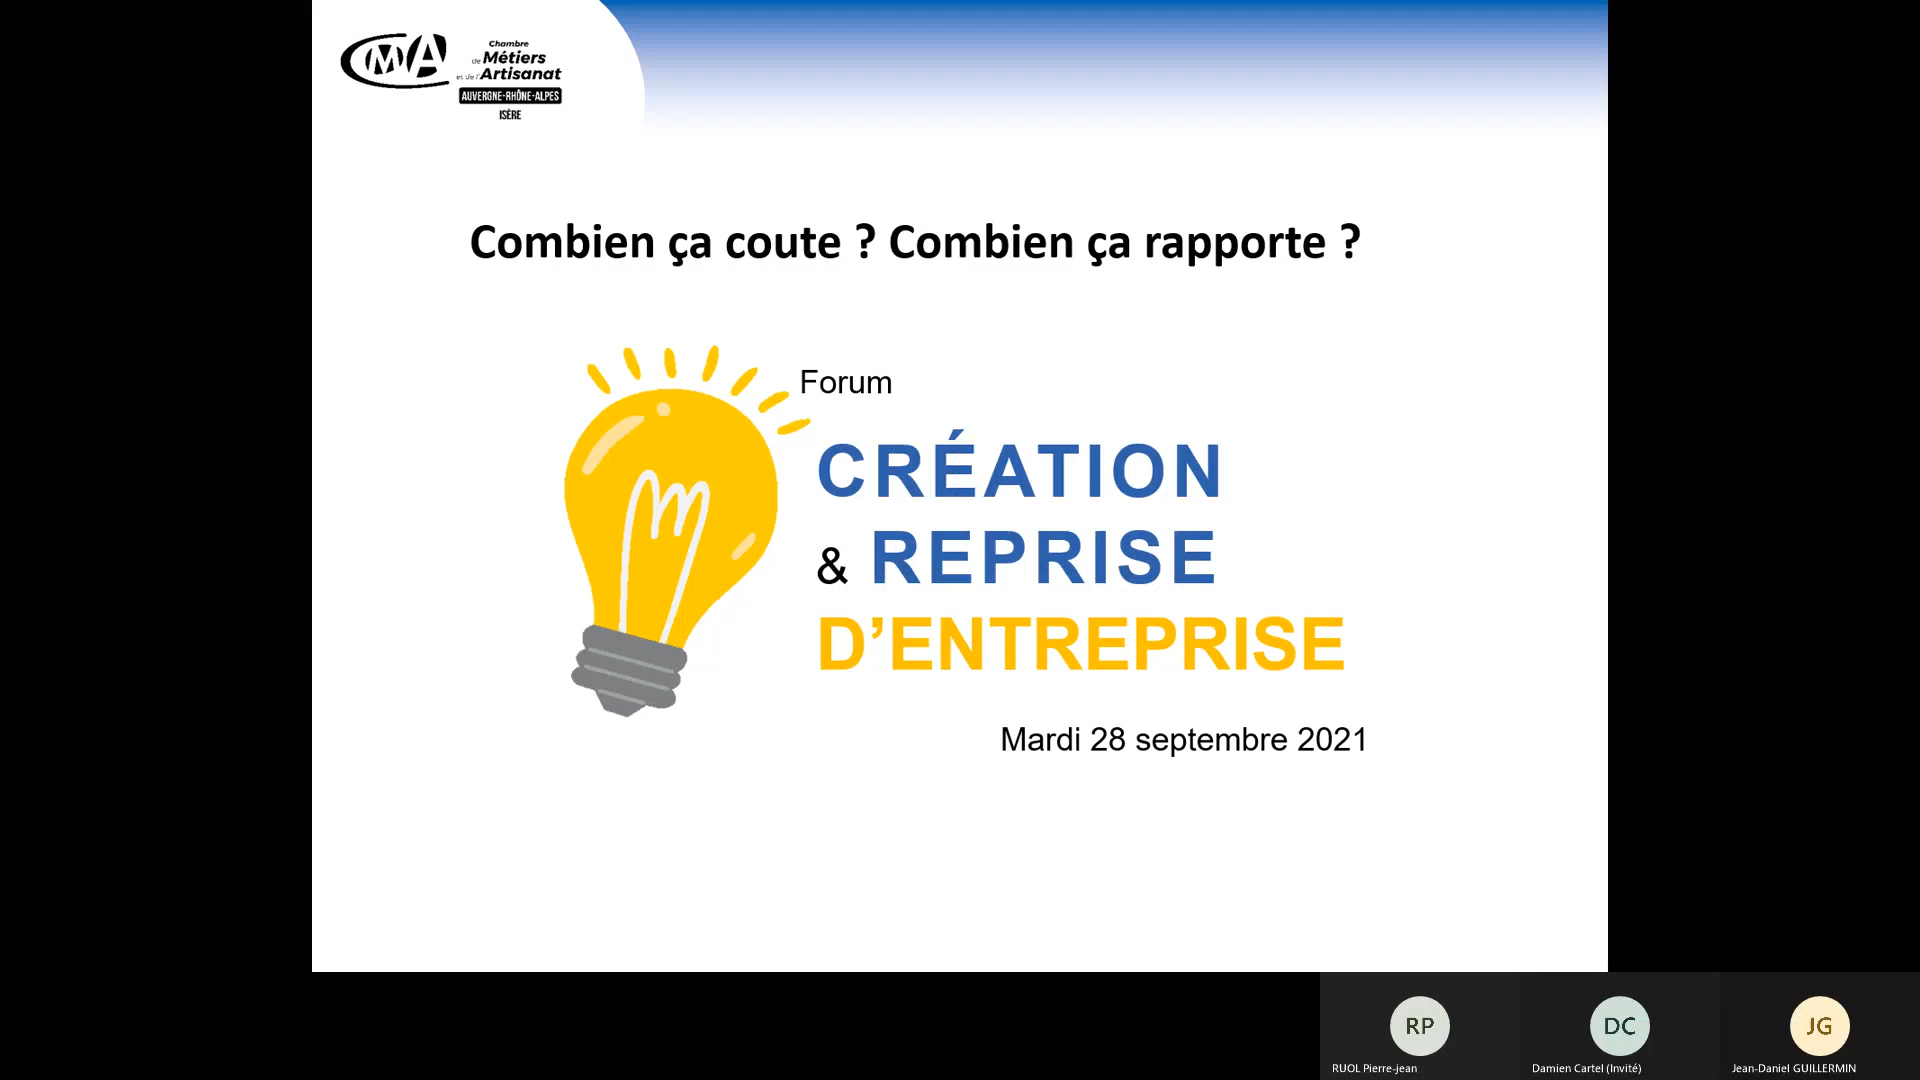 CMA
Chambre
de Métiers
et de l'Artisanat
AUVERGNE-RHÔNE-ALPES
ISÈRE
Combien ça coute ? Combien ça rapporte ?
Forum
CRÉATION
& REPRISE
D’ENTREPRISE
Mardi 28 septembre 2021
RP
DC
JG
RUOL Pierre-jean
Damien Cartel (Invité)
Jean-Daniel GUILLERMIN